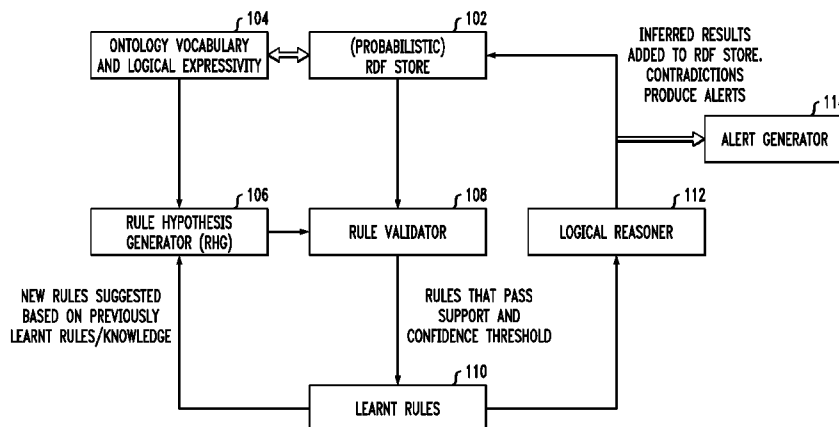 104
ONTOLOGY VOCABULARY
AND LOGICAL EXPRESSIVITY
102
(PROBABILISTIC)
RDF STORE
INFERRED RESULTS
ADDED TO RDF STORE.
CONTRADICTIONS
PRODUCE ALERTS
ALERT GENERATOR
106
RULE HYPOTHESIS
GENERATOR (RHG)
108
RULE VALIDATOR
112
LOGICAL REASONER
NEW RULES SUGGESTED
BASED ON PREVIOUSLY
LEARNT RULES/KNOWLEDGE
RULES THAT PASS
SUPPORT AND
CONFIDENCE THRESHOLD
110
LEARNT RULES